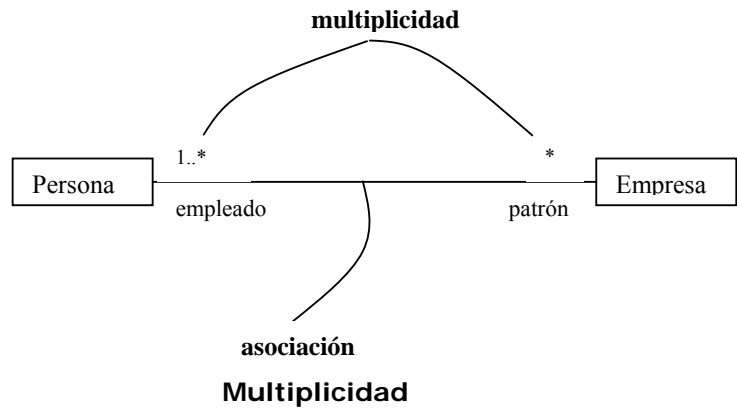 multiplicidad
1..*
*
Persona
Empresa
empleado
patrón
asociación
Multiplicidad